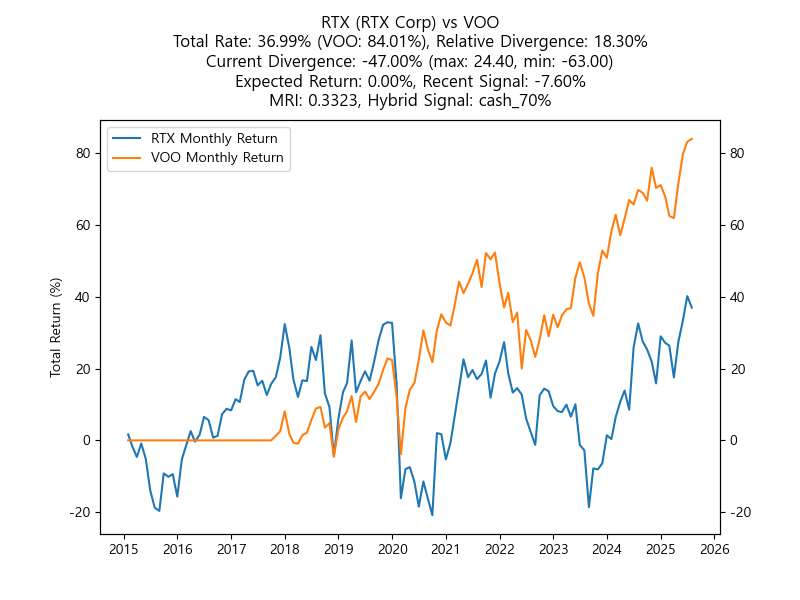 RTX (RTX Corp) vs VOO
Total Rate: 36.99% (VOO: 84.01%), Relative Divergence: 18.30%
Current Divergence: -47.00% (max: 24.40, min: -63.00)
Expected Return: 0.00%, Recent Signal: -7.60%
MRI: 0.3323, Hybrid Signal: cash_70%
RTX Monthly Return
VOO Monthly Return
Total Return (%)
80
60
40
20
0
-20
80
60
40
20
0
-20
2015 2016 2017 2018 2019 2020 2021 2022 2023 2024 2025 2026